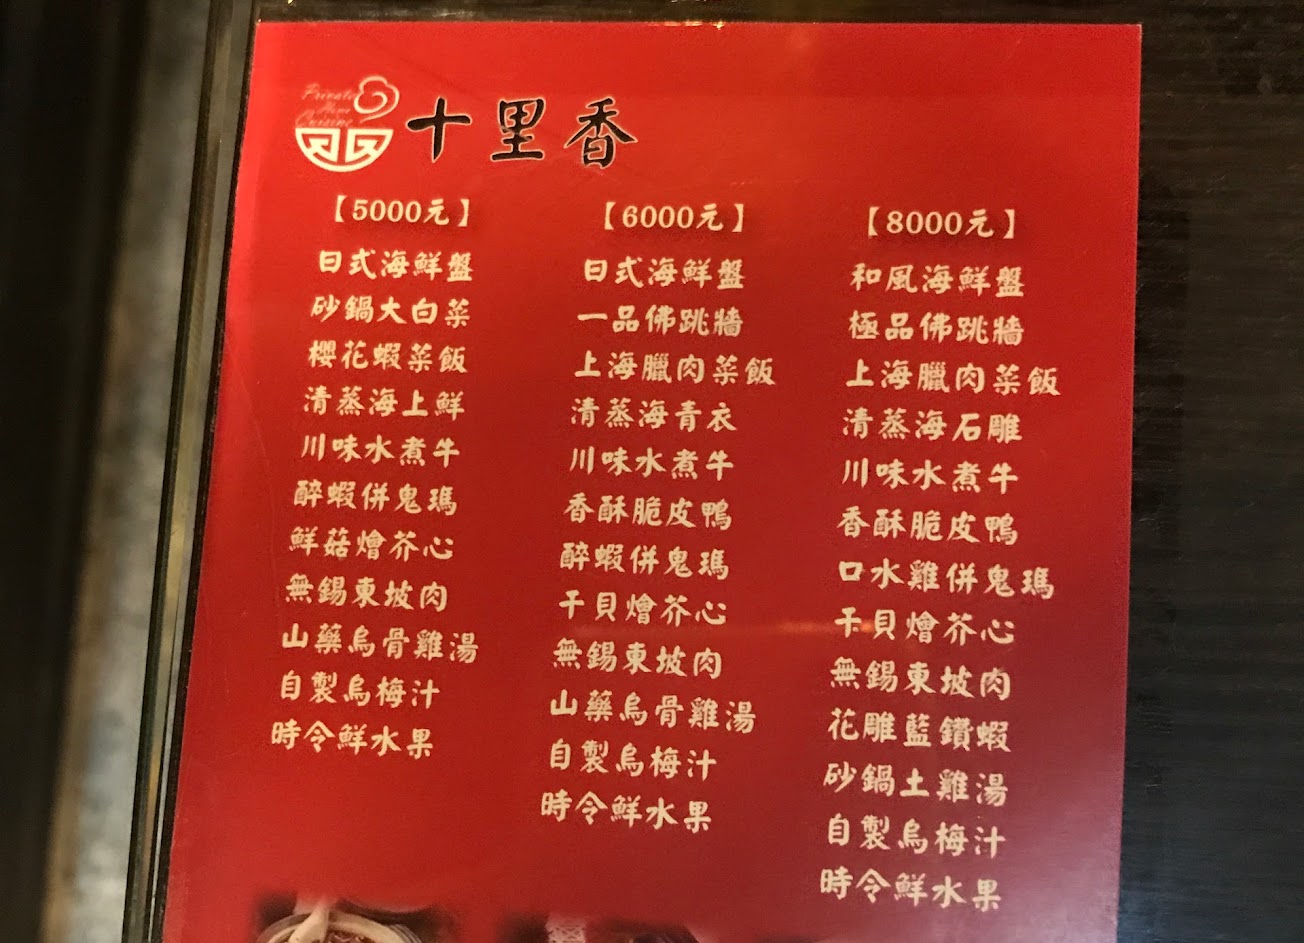 Private
Home
Cuisine
十里香
【5000元】
日式海鮮盤
砂鍋大白菜
櫻花蝦菜飯
清蒸海上鮮
川味水煮牛
醉蝦併鬼瑪
鮮菇燴芥心
無錫東坡肉
山藥烏骨雞湯
自製烏梅汁
時令鮮水果
【6000元】
日式海鮮盤
一品佛跳牆
上海臘肉菜飯
清蒸海青衣
川味水煮牛
香酥脆皮鴨
醉蝦併鬼瑪
干貝燴芥心
無錫東坡肉
山藥烏骨雞湯
自製烏梅汁
時令鮮水果
【8000元】
和風海鮮盤
極品佛跳牆
上海臘肉菜飯
清蒸海石雕
川味水煮牛
香酥脆皮鴨
口水雞併鬼瑪
干貝燴芥心
無錫東坡肉
花雕藍鑽蝦
砂鍋土雞湯
自製烏梅汁
時令鮮水果